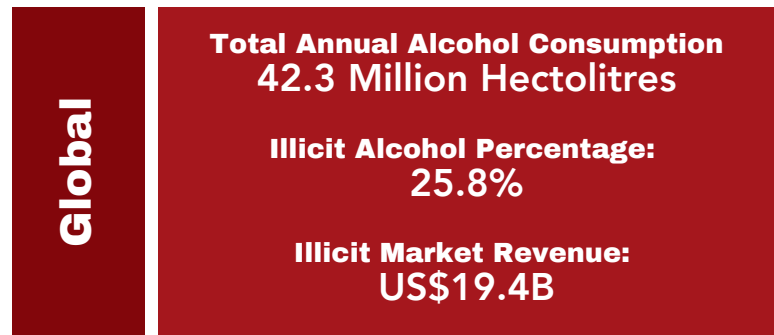 Global
Total Annual Alcohol Consumption
42.3 Million Hectolitres
Illicit Alcohol Percentage:
25.8%
Illicit Market Revenue:
US$19.4B